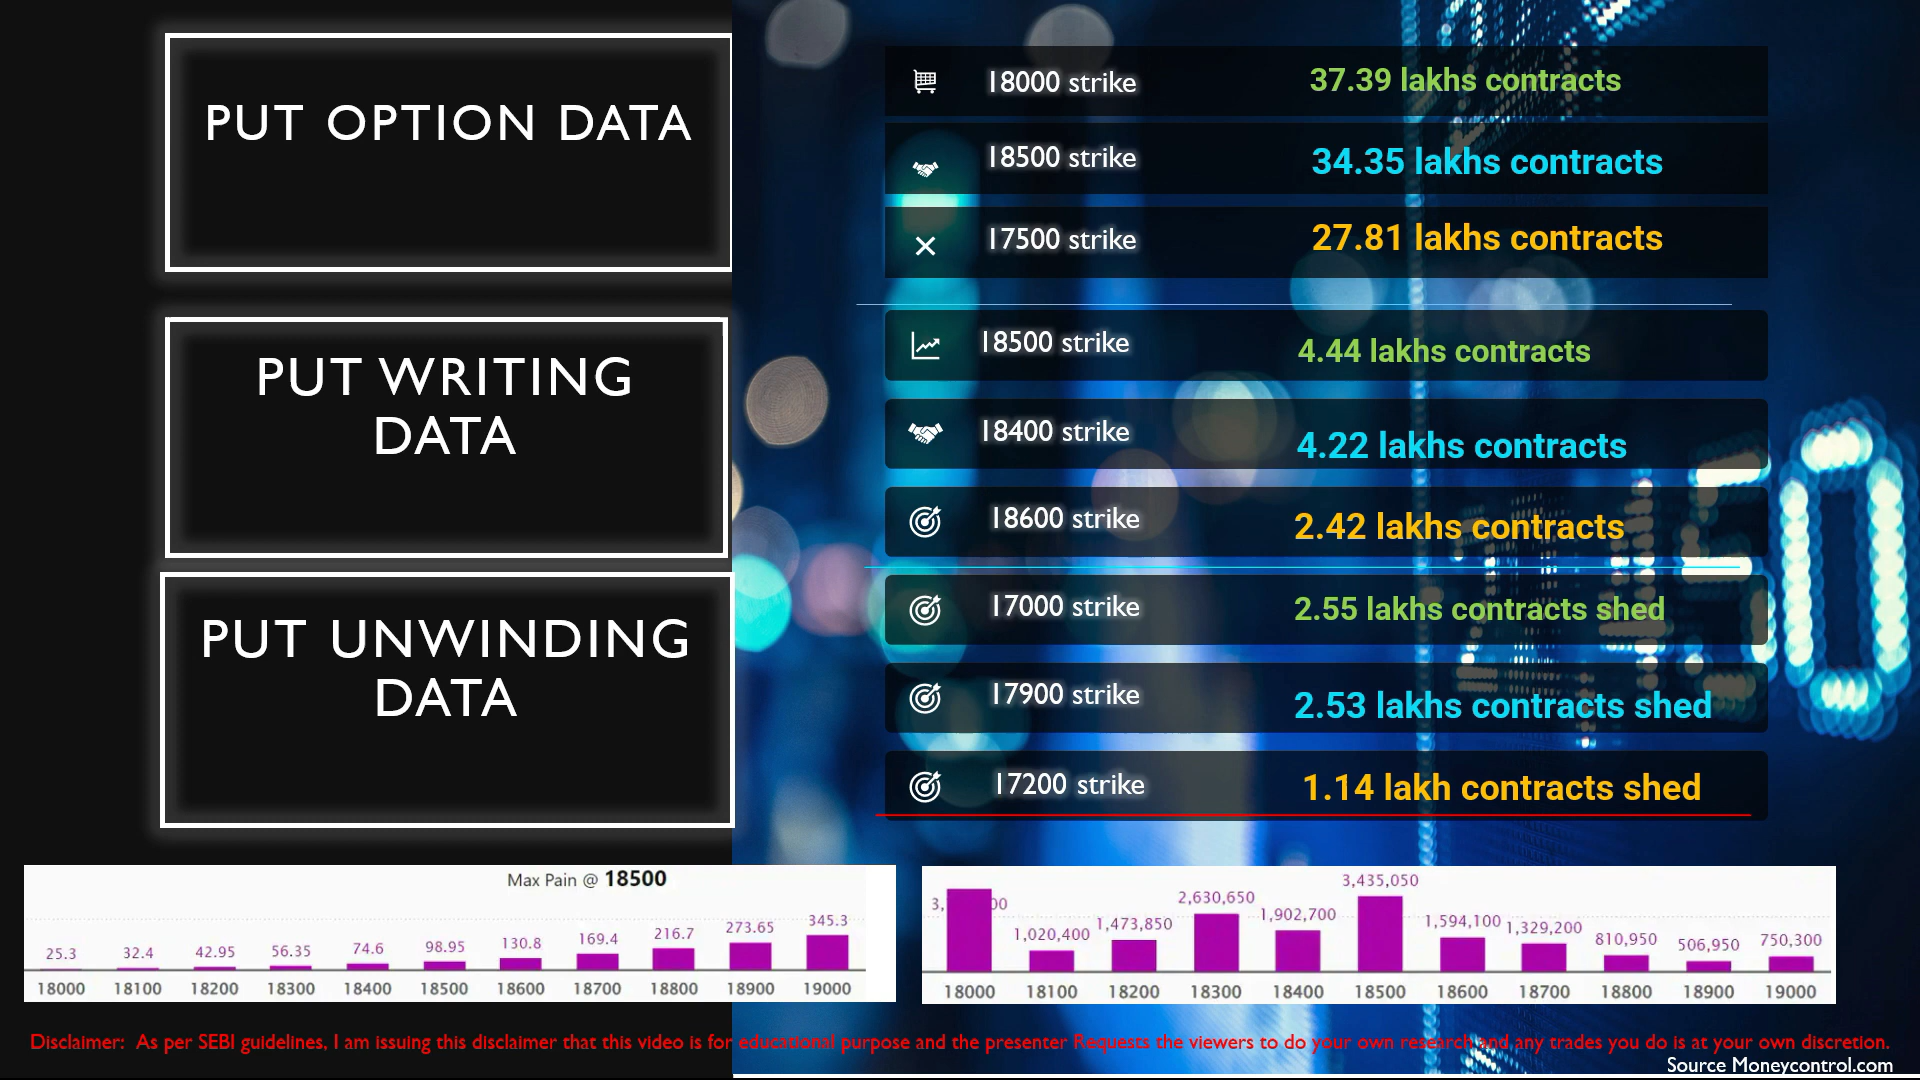 PUT OPTION DATA
18000 strike 37.39 lakhs contracts
18500 strike 34.35 lakhs contracts
17500 strike 27.81 lakhs contracts
PUT WRITING
DATA
18500 strike 4.44 lakhs contracts
18400 strike 4.22 lakhs contracts
18600 strike 2.42 lakhs contracts
PUT UNWINDING
DATA
17000 strike 2.55 lakhs contracts shed
17900 strike 2.53 lakhs contracts shed
17200 strike 1.14 lakh contracts shed
Max Pain @ 18500
25.3 32.4 42.95 56.35 74.6 98.95 130.8 169.4 216.7 273.65 345.3
18000 18100 18200 18300 18400 18500 18600 18700 18800 18900 19000
1,020,400 1,473,850 2,630,650 1,902,700 3,435,050 1,594,100 1,329,200 810,950 506,950 750,300
18000 18100 18200 18300 18400 18500 18600 18700 18800 18900 19000
Disclaimer: As per SEBI guidelines, I am issuing this disclaimer that this video is for educational purpose and the presenter Requests the viewers to do your own research and any trades you do is at your own discretion.
Source Moneycontrol.com